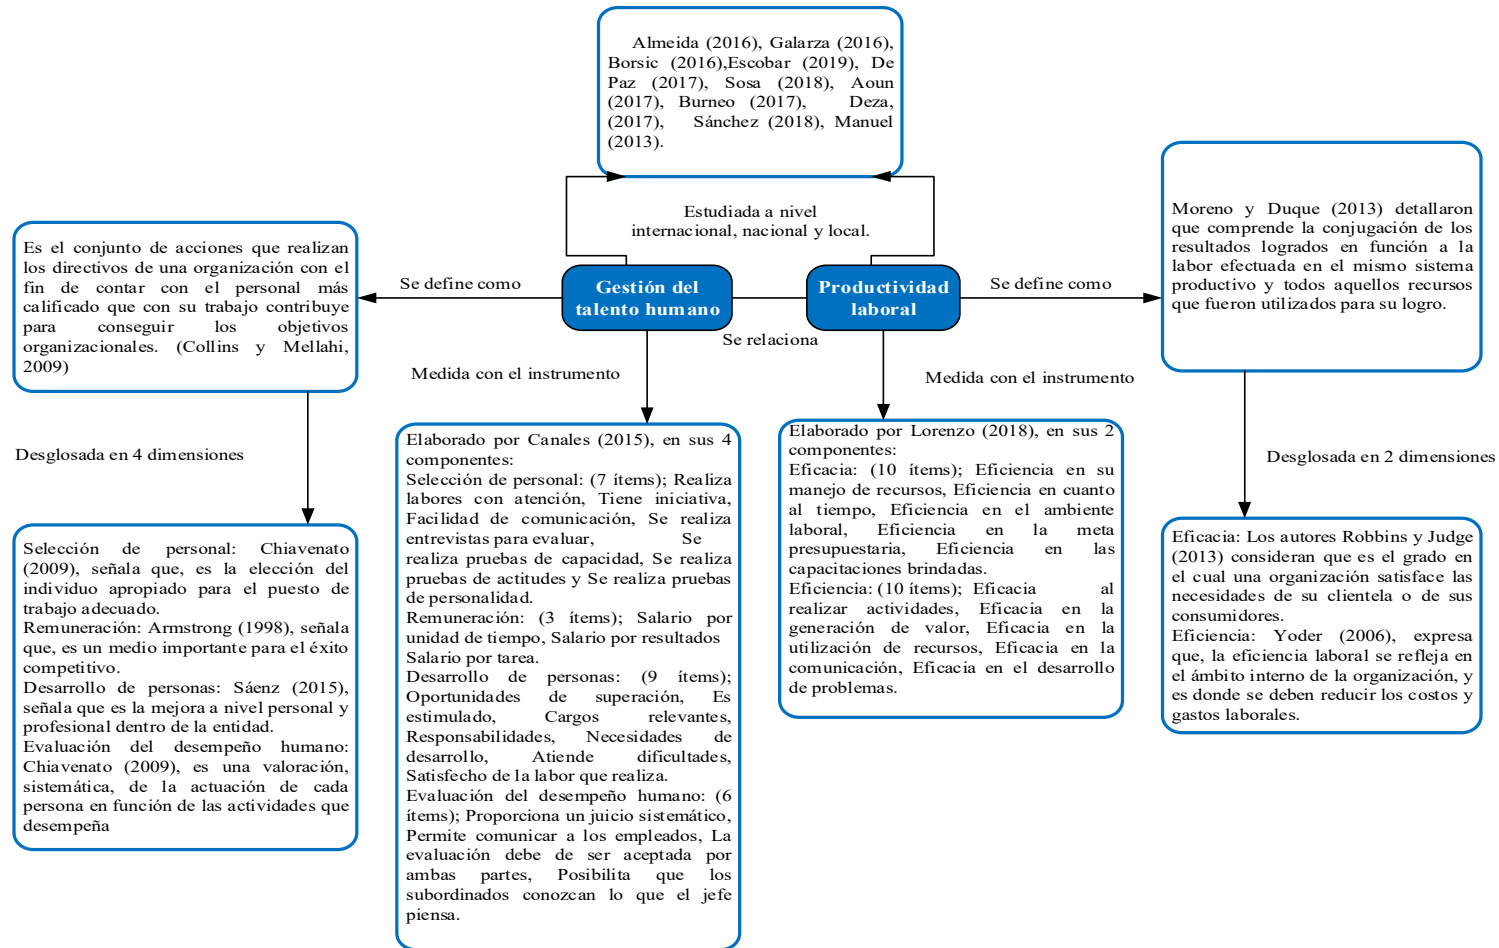 Almeida (2016), Galarza (2016),
Borsic (2016),Escobar (2019), De
Paz (2017), Sosa (2018), Aoun
(2017), Burneo (2017), Deza,
(2017), Sánchez (2018), Manuel
(2013).
Estudiada a nivel
internacional, nacional y local.
Es el conjunto de acciones que realizan
los directivos de una organización con el
fin de contar con el personal más
calificado que con su trabajo contribuye
para conseguir los objetivos
organizacionales. (Collins y Mellahi,
2009)
Se define como
Gestión del
talento humano
Se relaciona
Productividad
laboral
Se define como
Moreno y Duque (2013) detallaron
que comprende la conjugación de los
resultados logrados en función a la
labor efectuada en el mismo sistema
productivo y todos aquellos recursos
que fueron utilizados para su logro.
Medida con el instrumento
Medida con el instrumento
Desglosada en 4 dimensiones
Desglosada en 2 dimensiones
Selección de personal: Chiavenato
(2009), señala que, es la elección del
individuo apropiado para el puesto de
trabajo adecuado.
Remuneración: Armstrong (1998), señala
que, es un medio importante para el éxito
competitivo.
Desarrollo de personas: Sáenz (2015),
señala que es la mejora a nivel personal y
profesional dentro de la entidad.
Evaluación del desempeño humano:
Chiavenato (2009), es una valoración,
sistemática, de la actuación de cada
persona en función de las actividades que
desempeña
Elaborado por Canales (2015), en sus 4
componentes:
Selección de personal: (7 ítems); Realiza
labores con atención, Tiene iniciativa,
Facilidad de comunicación, Se realiza
entrevistas para evaluar, Se
realiza pruebas de capacidad, Se realiza
pruebas de actitudes y Se realiza pruebas
de personalidad.
Remuneración: (3 ítems); Salario por
unidad de tiempo, Salario por resultados
Salario por tarea.
Desarrollo de personas: (9 ítems);
Oportunidades de superación, Es
estimulado, Cargos relevantes,
Responsabilidades, Necesidades de
desarrollo, Atiende dificultades,
Satisfecho de la labor que realiza.
Evaluación del desempeño humano: (6
ítems); Proporciona un juicio sistemático,
Permite comunicar a los empleados, La
evaluación debe de ser aceptada por
ambas partes, Posibilita que los
subordinados conozcan lo que el jefe
piensa.
Elaborado por Lorenzo (2018), en sus 2
componentes:
Eficacia: (10 ítems); Eficiencia en su
manejo de recursos, Eficiencia en cuanto
al tiempo, Eficiencia en el ambiente
laboral, Eficiencia en la meta
presupuestaria, Eficiencia en las
capacitaciones brindadas.
Eficiencia: (10 ítems); Eficacia al
realizar actividades, Eficacia en la
generación de valor, Eficacia en la
utilización de recursos, Eficacia en la
comunicación, Eficacia en el desarrollo
de problemas.
Eficacia: Los autores Robbins y Judge
(2013) consideran que es el grado en
el cual una organización satisface las
necesidades de su clientela o de sus
consumidores.
Eficiencia: Yoder (2006), expresa
que, la eficiencia laboral se refleja en
el ámbito interno de la organización, y
es donde se deben reducir los costos y
gastos laborales.